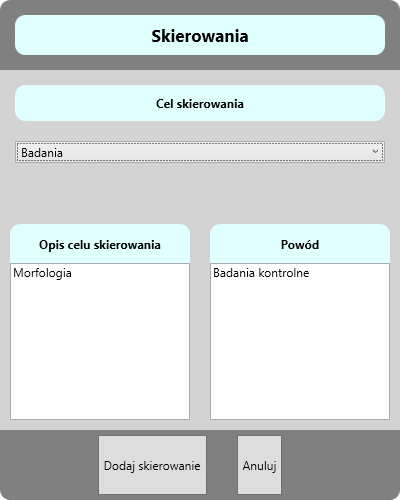 Skierowania
Cel skierowania
Badania
Opis celu skierowania
Powód
Morfologia
Badania kontrolne
Dodaj skierowanie
Anuluj